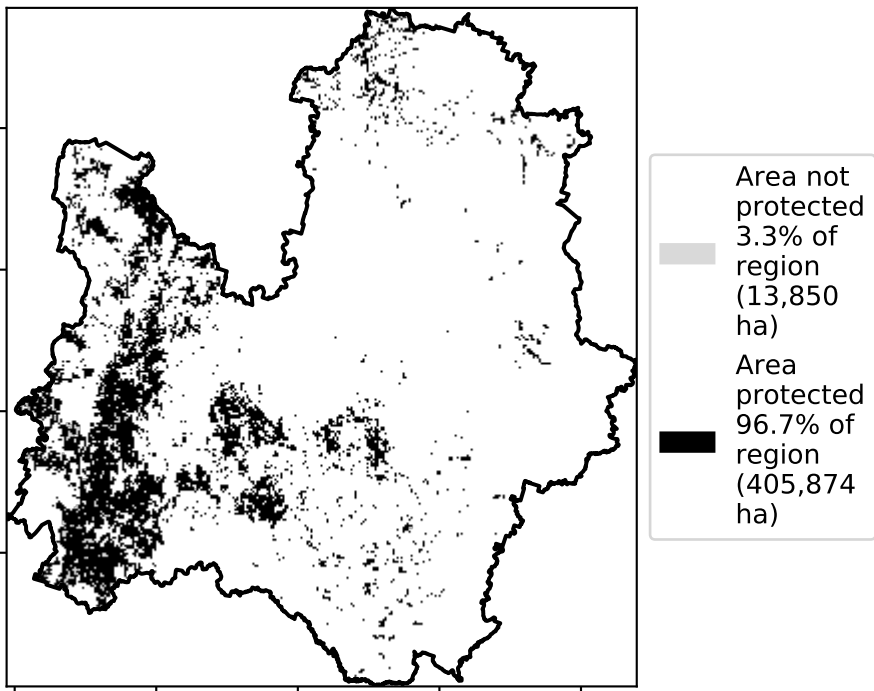 Area not
protected
3.3% of
region
(13,850
ha)
Area
protected
96.7% of
region
(405,874
ha)